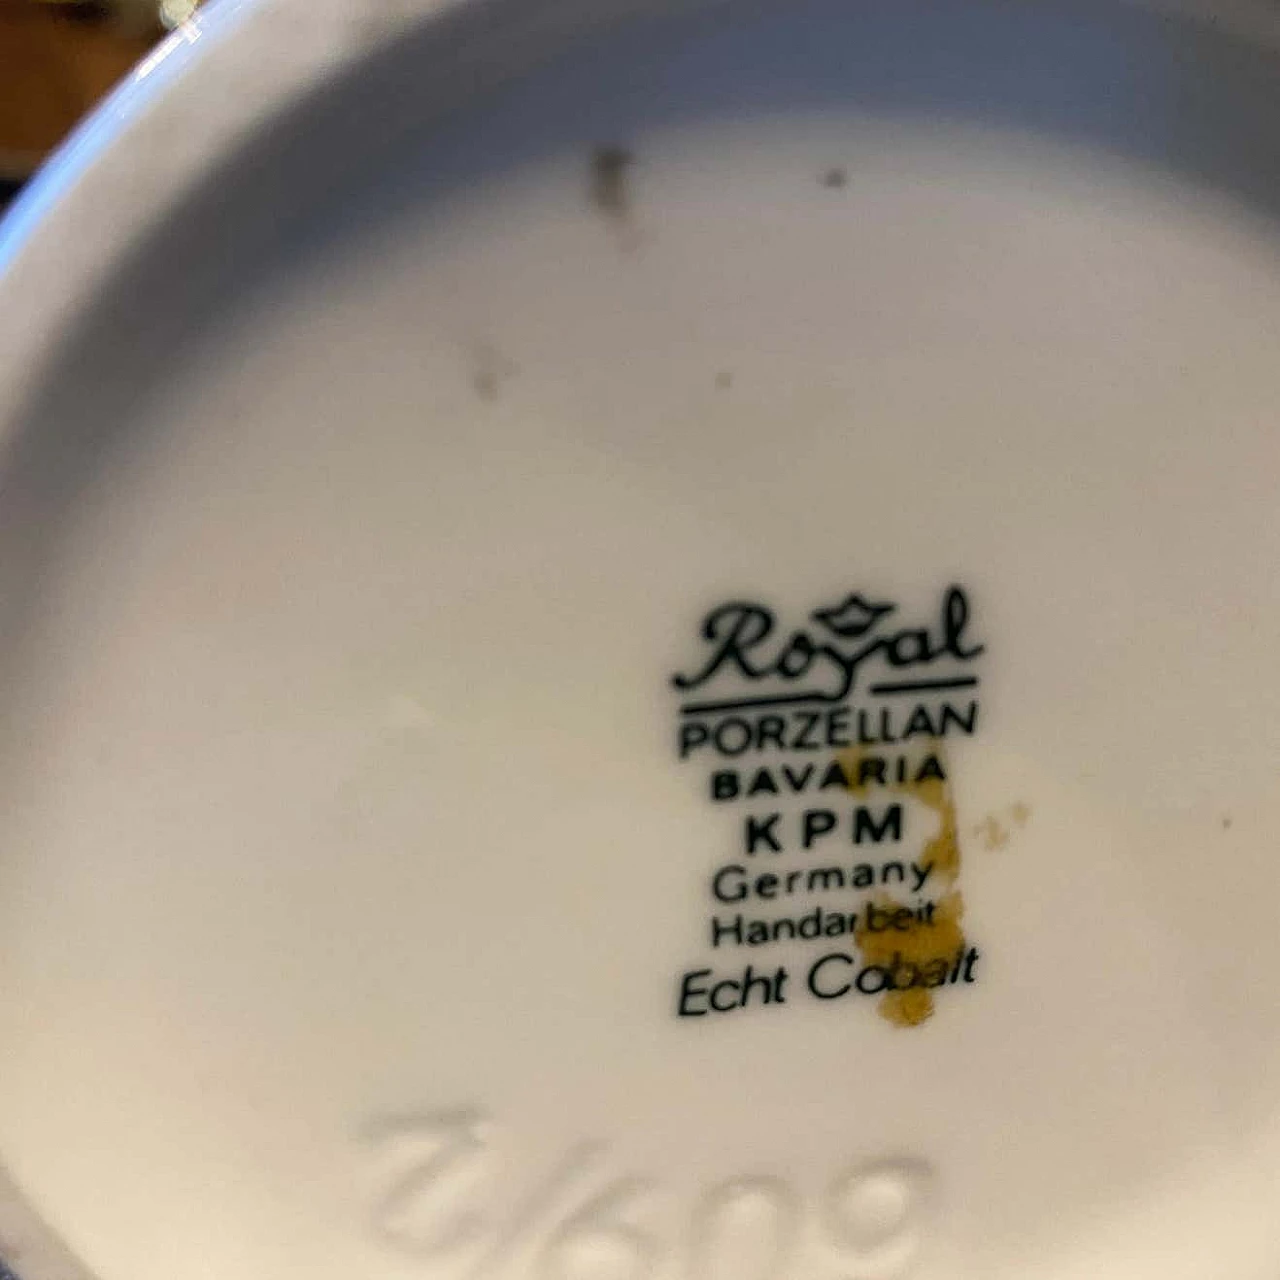 Royal
PORZELLAN
BAVARIA
KPM
Germany
Handarbeit
Echt Cobalt